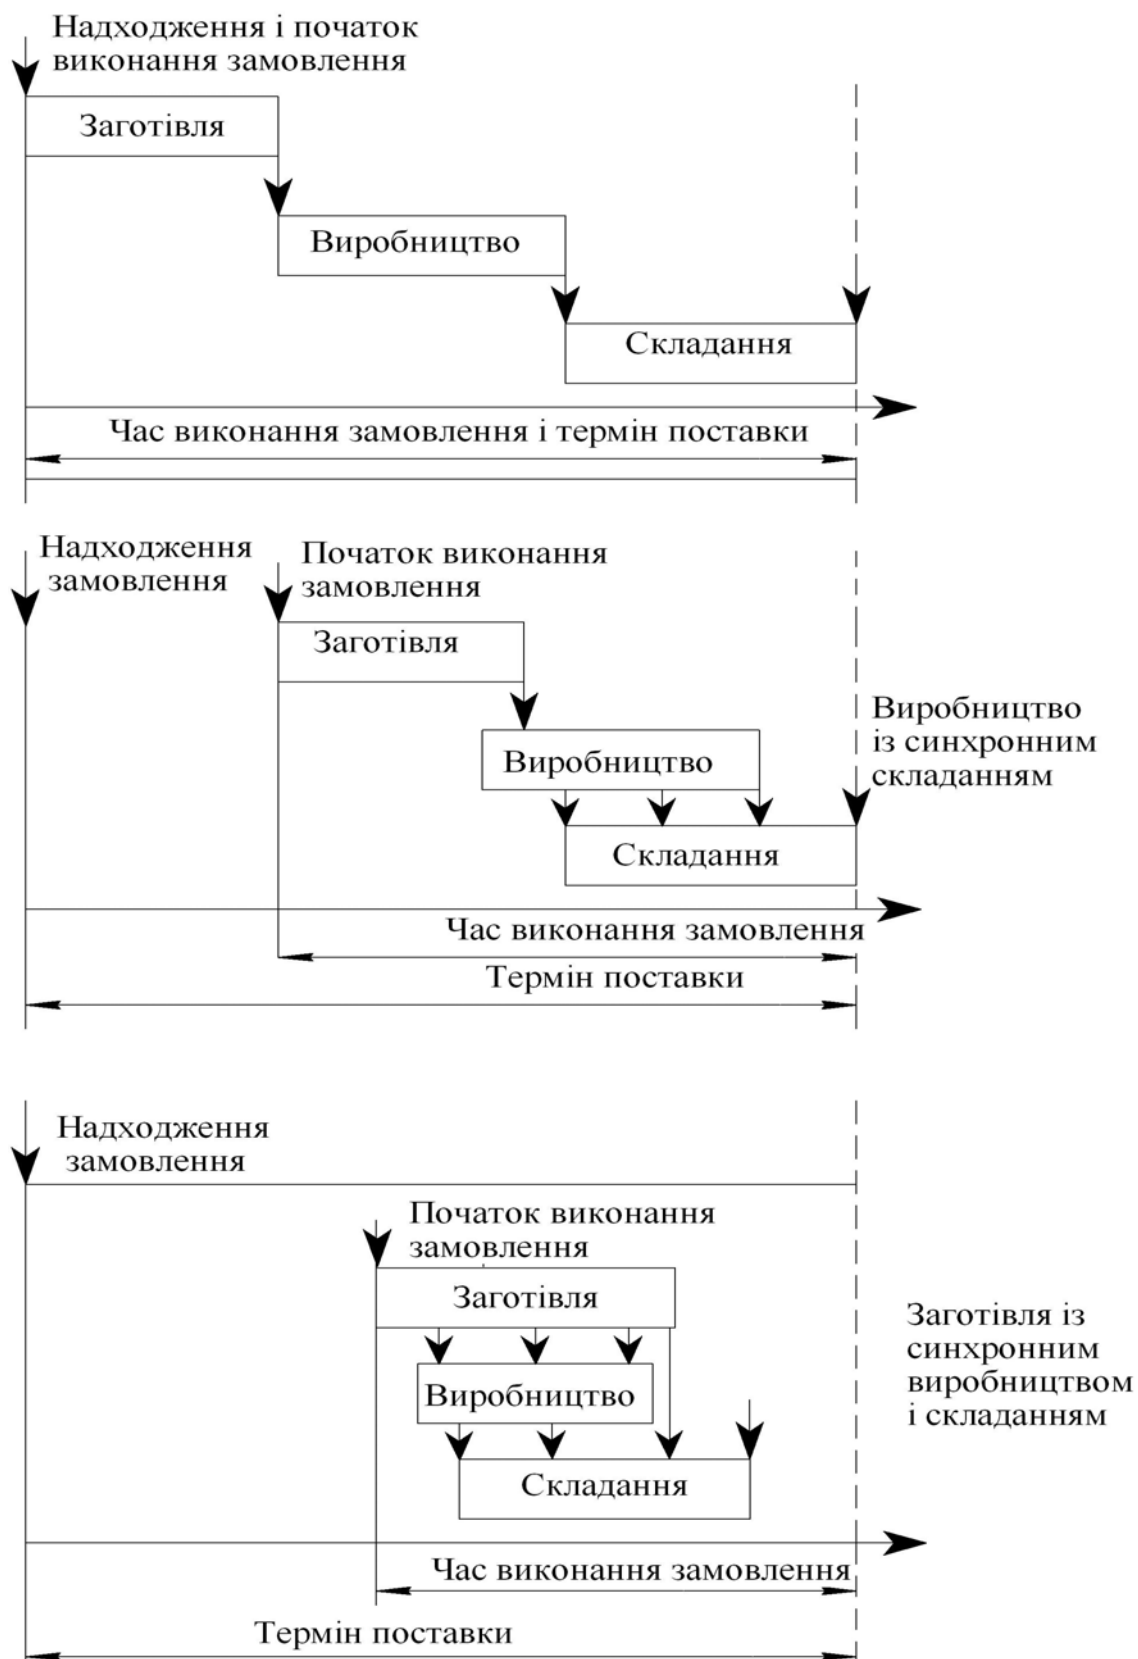 Надходження і початок
виконання замовлення
Заготівля
Виробництво
Складання
Час виконання замовлення і термін поставки
Надходження
замовлення
Початок виконання
замовлення
Заготівля
Виробництво
із синхронним
складанням
Виробництво
Складання
Час виконання замовлення
Термін поставки
Надходження
замовлення
Початок виконання
замовлення
Заготівля
Заготівля із
синхронним
виробництвом
і складанням
Виробництво
Складання
Час виконання замовлення
Термін поставки